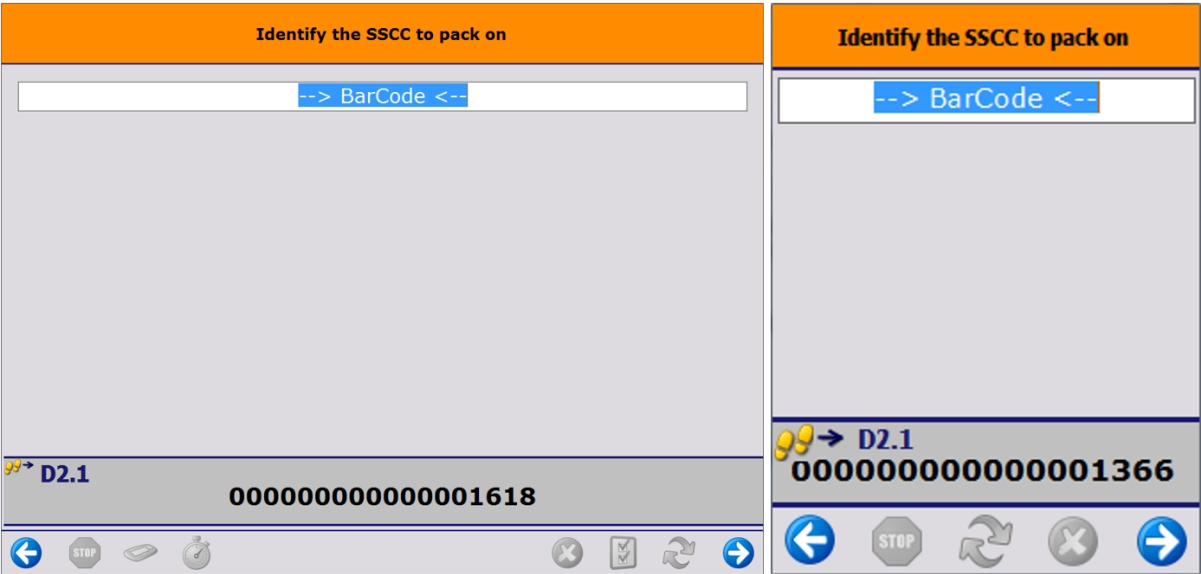 Identify the SSCC to pack on
--> BarCode <--
D2.1
000000000000001618
STOP
Identify the SSCC to pack on
--> BarCode <--
D2.1
000000000000001366
STOP